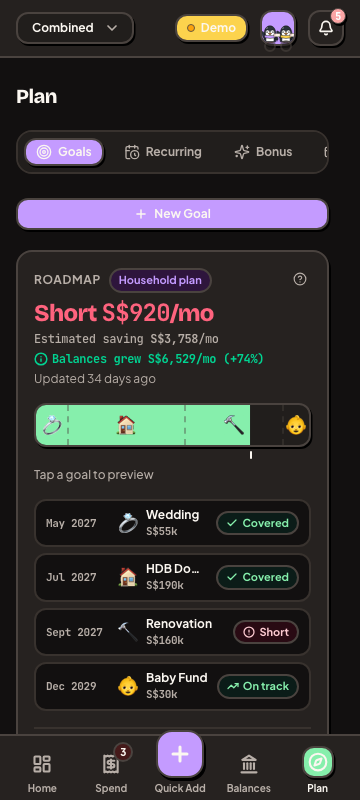 Combined
Demo
5
Plan
Goals
Recurring
Bonus
New Goal
ROADMAP
Household plan
Short S$920/mo
Estimated saving S$3,758/mo
Balances grew S$6,529/mo (+74%)
Updated 34 days ago
Tap a goal to preview
May 2027
Wedding
S$55k
Covered
Jul 2027
HDB Do…
S$190k
Covered
Sept 2027
Renovation
S$160k
Short
Dec 2029
Baby Fund
S$30k
On track
3
Home
Spend
Quick Add
Balances
Plan